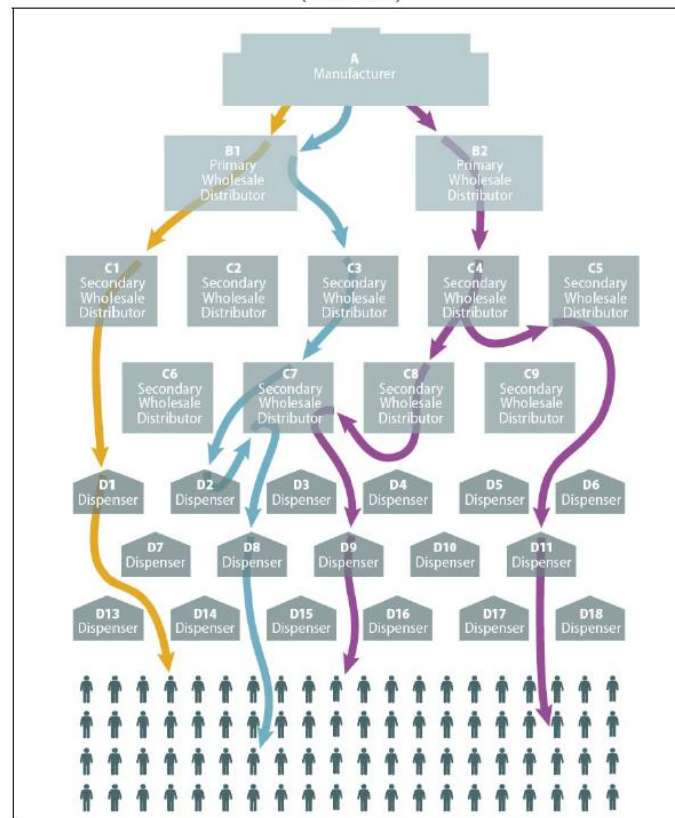 A
Manufacturer
B1
Primary
Wholesale
Distributor
B2
Primary
Wholesale
Distributor
C1
Secondary
Wholesale
Distributor
C2
Secondary
Wholesale
Distributor
C3
Secondary
Wholesale
Distributor
C4
Secondary
Wholesale
Distributor
C5
Secondary
Wholesale
Distributor
C6
Secondary
Wholesale
Distributor
C7
Secondary
Wholesale
Distributor
C8
Secondary
Wholesale
Distributor
C9
Secondary
Wholesale
Distributor
D1
Dispenser
D2
Dispenser
D3
Dispenser
D4
Dispenser
D5
Dispenser
D6
Dispenser
D7
Dispenser
D8
Dispenser
D9
Dispenser
D10
Dispenser
D11
Dispenser
D13
Dispenser
D14
Dispenser
D15
Dispenser
D16
Dispenser
D17
Dispenser
D18
Dispenser